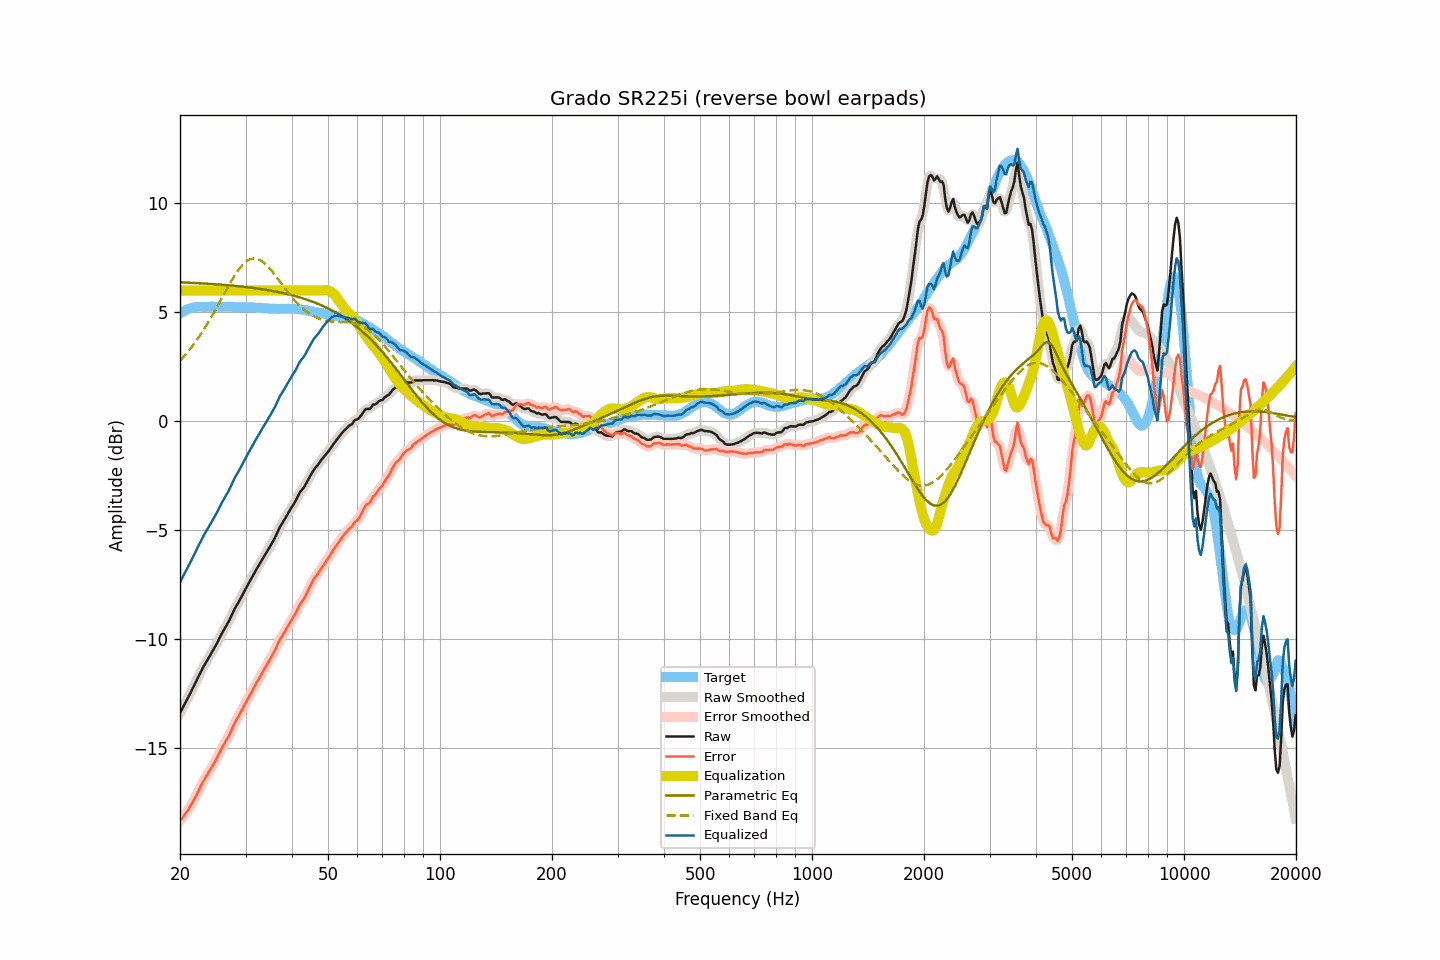 Grado SR225i (reverse bowl earpads)
Amplitude (dBr)
10
5
0
−5
−10
−15
Target
Raw Smoothed
Error Smoothed
Raw
Error
Equalization
Parametric Eq
Fixed Band Eq
Equalized
20 50 100 200 500 1000 2000 5000 10000 20000
Frequency (Hz)